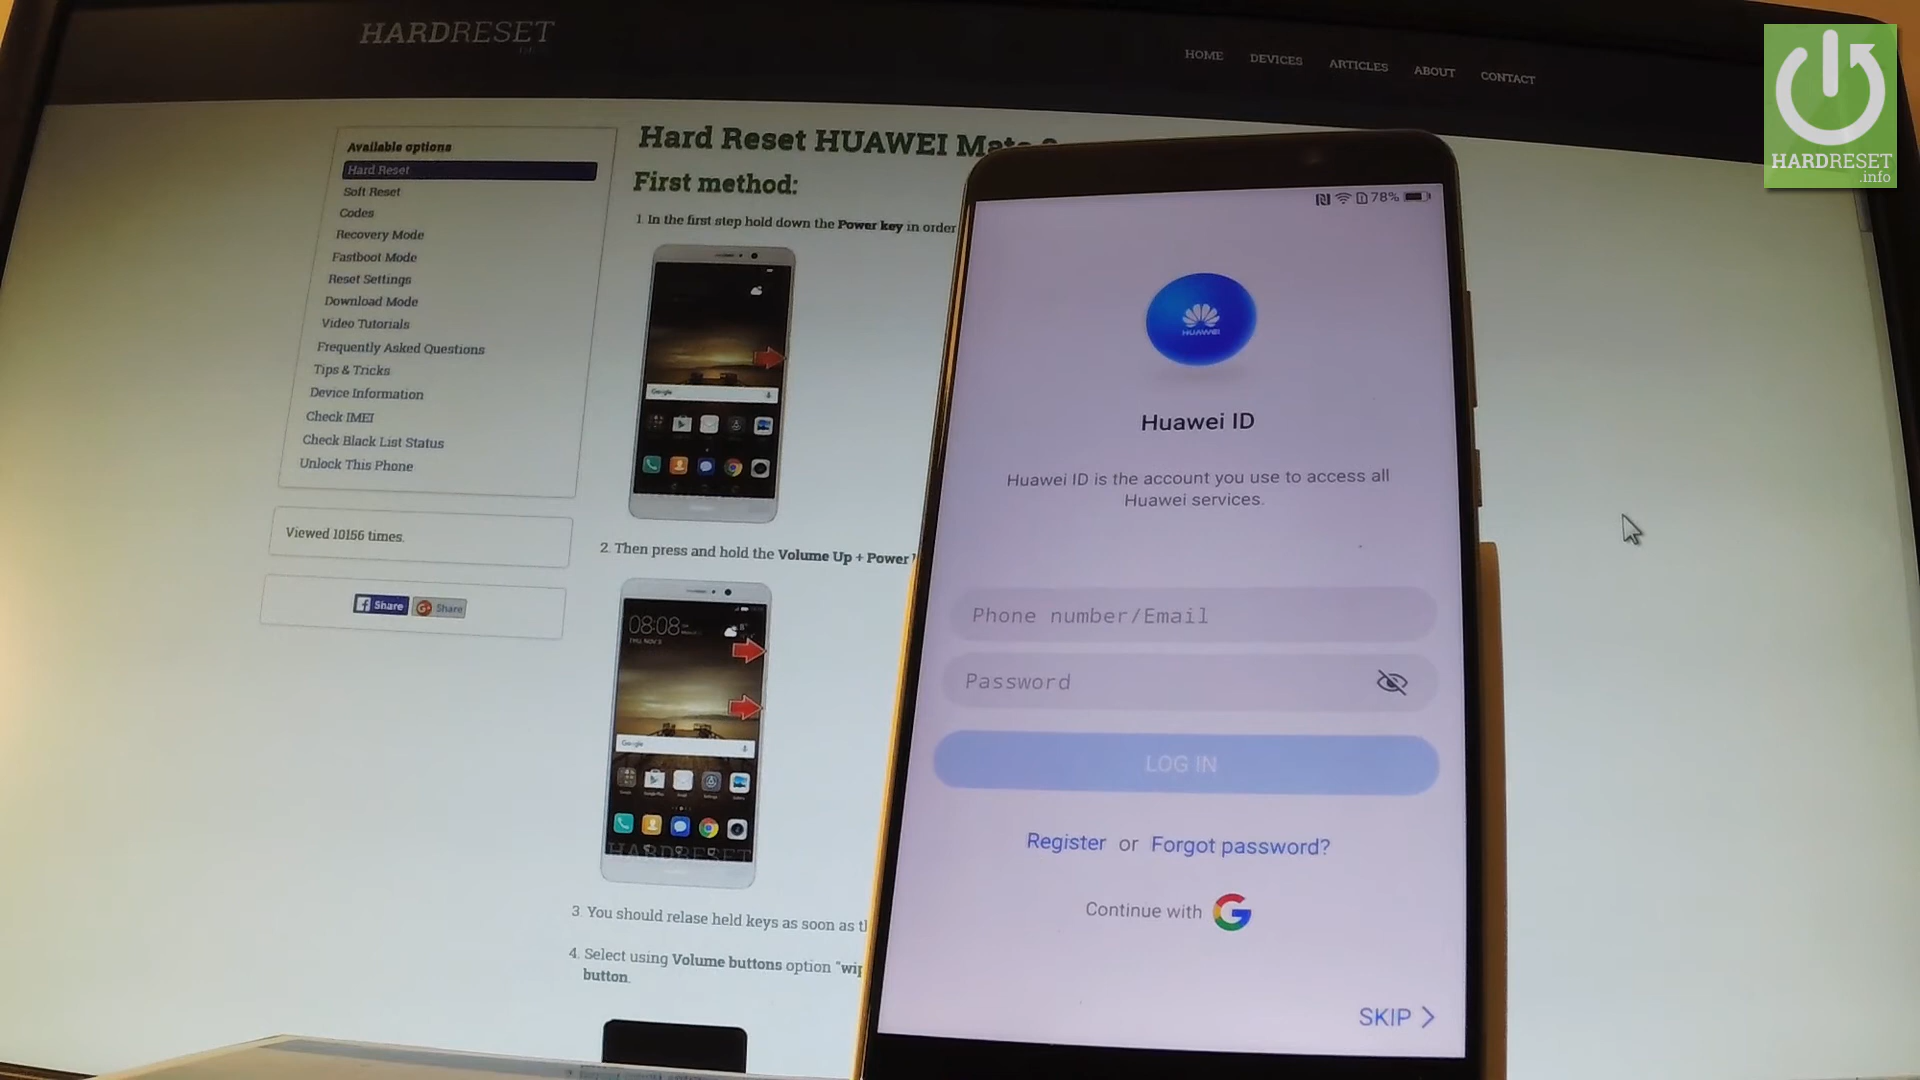 HARDRESET
HOME
DEVICES
ARTICLES
ABOUT
CONTACT
HARDRESET
.info
Available options
Hard Reset
Soft Reset
Codes
Recovery Mode
Fastboot Mode
Reset Settings
Download Mode
Video Tutorials
Frequently Asked Questions
Tips & Tricks
Device Information
Check IMEI
Check Black List Status
Unlock This Phone
Viewed 10156 times.
Share
Share
Hard Reset HUAWEI
First method:
1. In the first step hold down the Power key in order
Google
2. Then press and hold the Volume Up + Power
08:08
Google
HARDRESET
3. You should relase held keys as soon as
4. Select using Volume buttons option
button.
78%
HUAWEI
Huawei ID
Huawei ID is the account you use to access all
Huawei services.
Phone number/Email
Password
LOG IN
Register or Forgot password?
Continue with G
SKIP